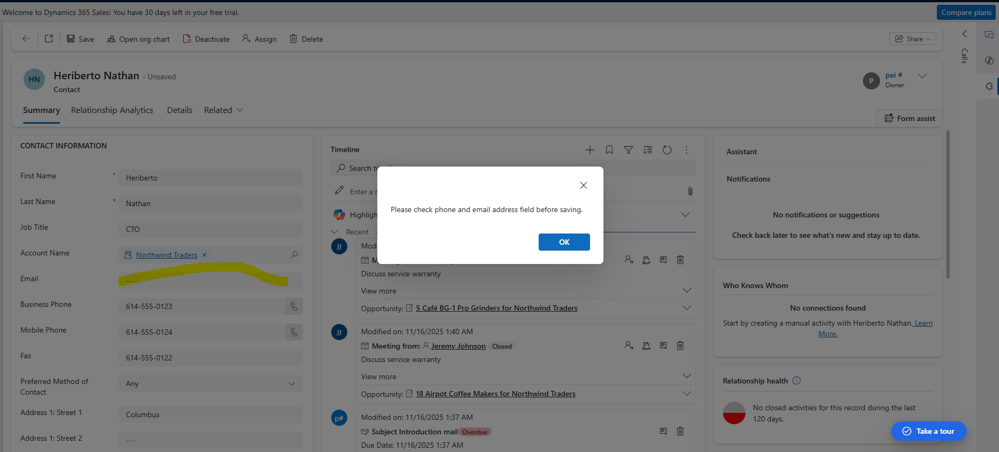 Welcome to Dynamics 365 Sales! You have 30 days left in your free trial.
Compare plans
Save
Open org chart
Deactivate
Assign
Delete
Share
Calls
HN
Heriberto Nathan - Unsaved
Contact
P
pei #
Owner
Summary
Relationship Analytics
Details
Related
Form assist
CONTACT INFORMATION
First Name
+
Heriberto
Last Name
*
Nathan
Job Title
CTO
Account Name
Northwind Traders
Email
---
Business Phone
614-555-0123
Mobile Phone
614-555-0124
Fax
614-555-0122
Preferred Method of
Contact
Any
Address 1: Street 1
Columbus
Address 1: Street 2
---
Timeline
Search
Enter a
Recent
Please check phone and email address field before saving.
OK
JJ
Discuss service warranty
View more
Opportunity: 5 Café BG-1 Pro Grinders for Northwind Traders
JJ
Modified on: 11/16/2025 1:40 AM
Meeting from: Jeremy Johnson Closed
Discuss service warranty
View more
Opportunity: 18 Airpot Coffee Makers for Northwind Traders
p#
Modified on: 11/16/2025 1:37 AM
Subject Introduction mail Overdue
Due Date: 11/16/2025 1:37 AM
Assistant
Notifications
No notifications or suggestions
Check back later to see what's new and stay up to date.
Who Knows Whom
No connections found
Start by creating a manual activity with Heriberto Nathan. Learn
More.
Relationship health
No closed activities for this record during the last
120 days.
Take a tour